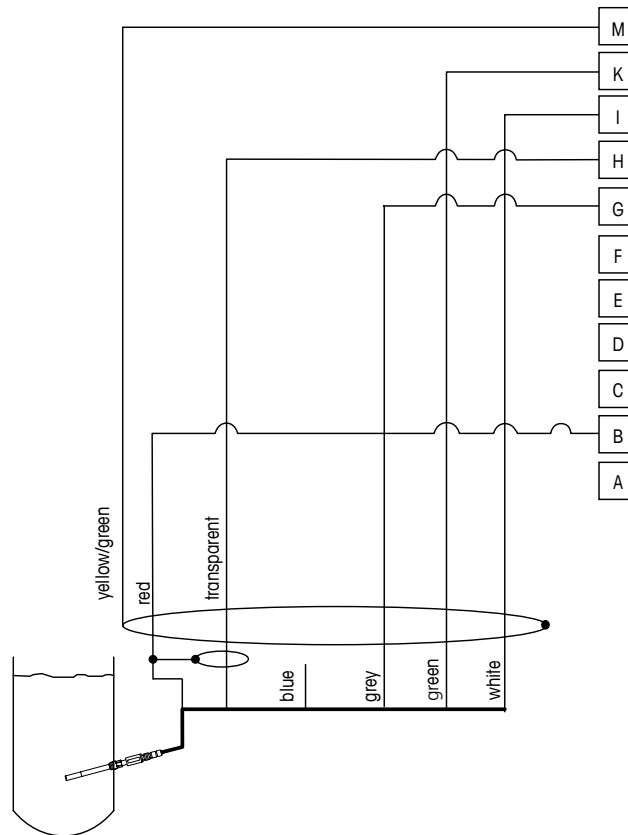 M
K
I
H
G
F
E
D
C
B
A
yellow/green
red
transparent
blue
grey
green
white